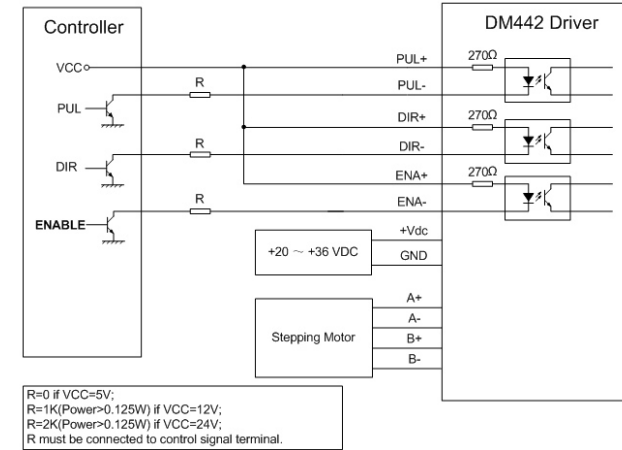 Controller
DM442 Driver
VCC
PUL+
270Ω
R
PUL-
PUL
DIR+
270Ω
R
DIR-
DIR
ENA+
270Ω
R
ENA-
ENABLE
+Vdc
+20 ～ +36 VDC
GND
A+
A-
Stepping Motor
B+
B-
R=0 if VCC=5V;
R=1K(Power>0.125W) if VCC=12V;
R=2K(Power>0.125W) if VCC=24V;
R must be connected to control signal terminal.